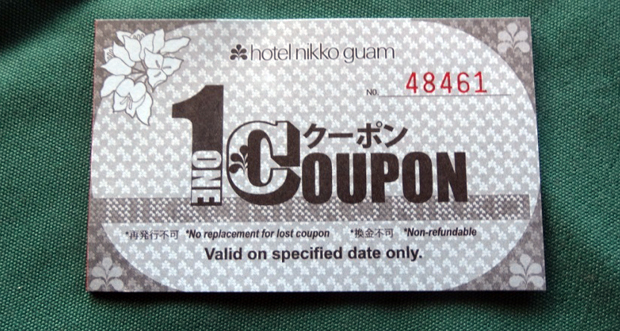 hotel nikko guam
No. 48461
1 ONE
クーポン
COUPON
*再発行不可 *No replacement for lost coupon *換金不可 *Non-refundable
Valid on specified date only.